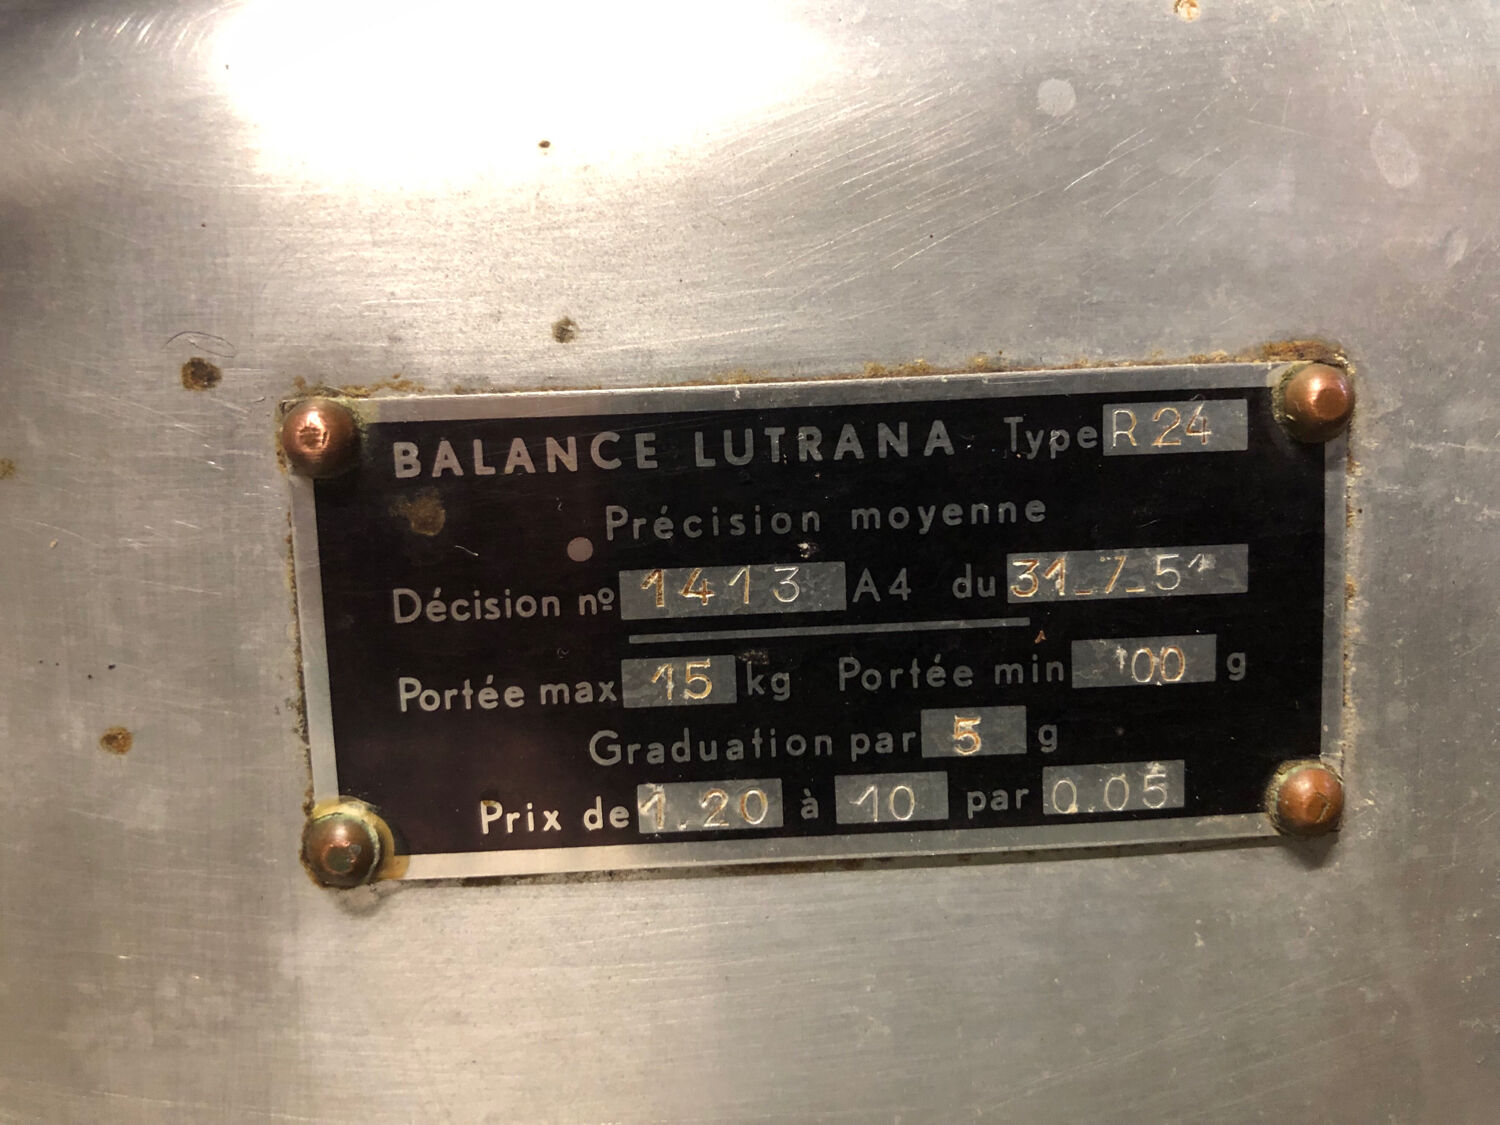 BALANCE LUTRANA Type R 24
Précision moyenne
Décision nº 1413 A4 du 31_7_51
Portée max 15 kg Portée min 100 g
Graduation par 5 g
Prix de 1.20 à 10 par 0.05